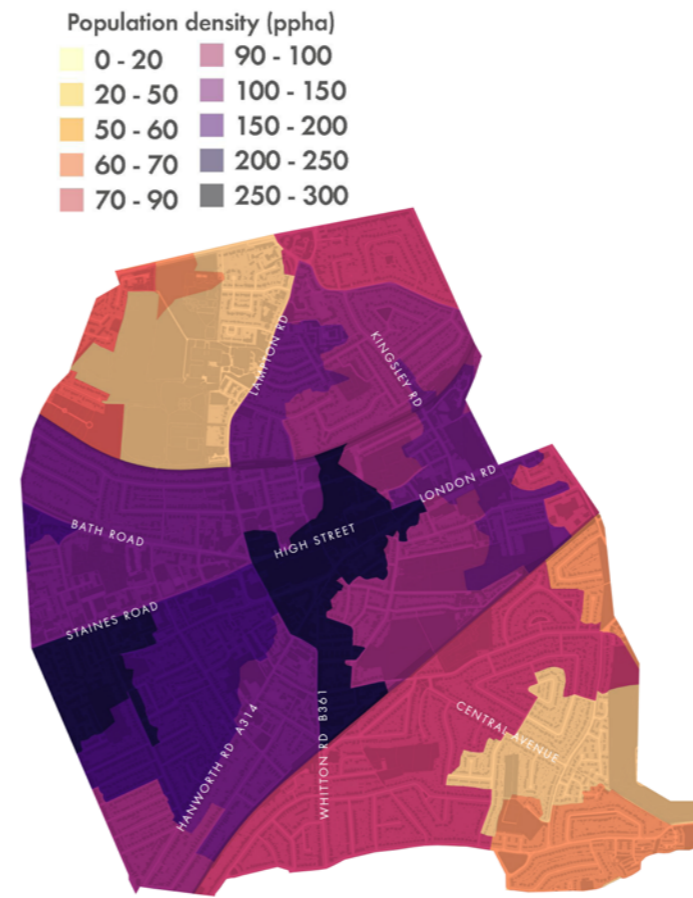 Population density (ppha)
0 - 20
20 - 50
50 - 60
60 - 70
70 - 90
90 - 100
100 - 150
150 - 200
200 - 250
250 - 300
LAMPTON RD
KINGSLEY RD
LONDON RD
BATH ROAD
HIGH STREET
STAINES ROAD
HANWORTH RD A314
WHITTON RD B361
CENTRAL AVENUE